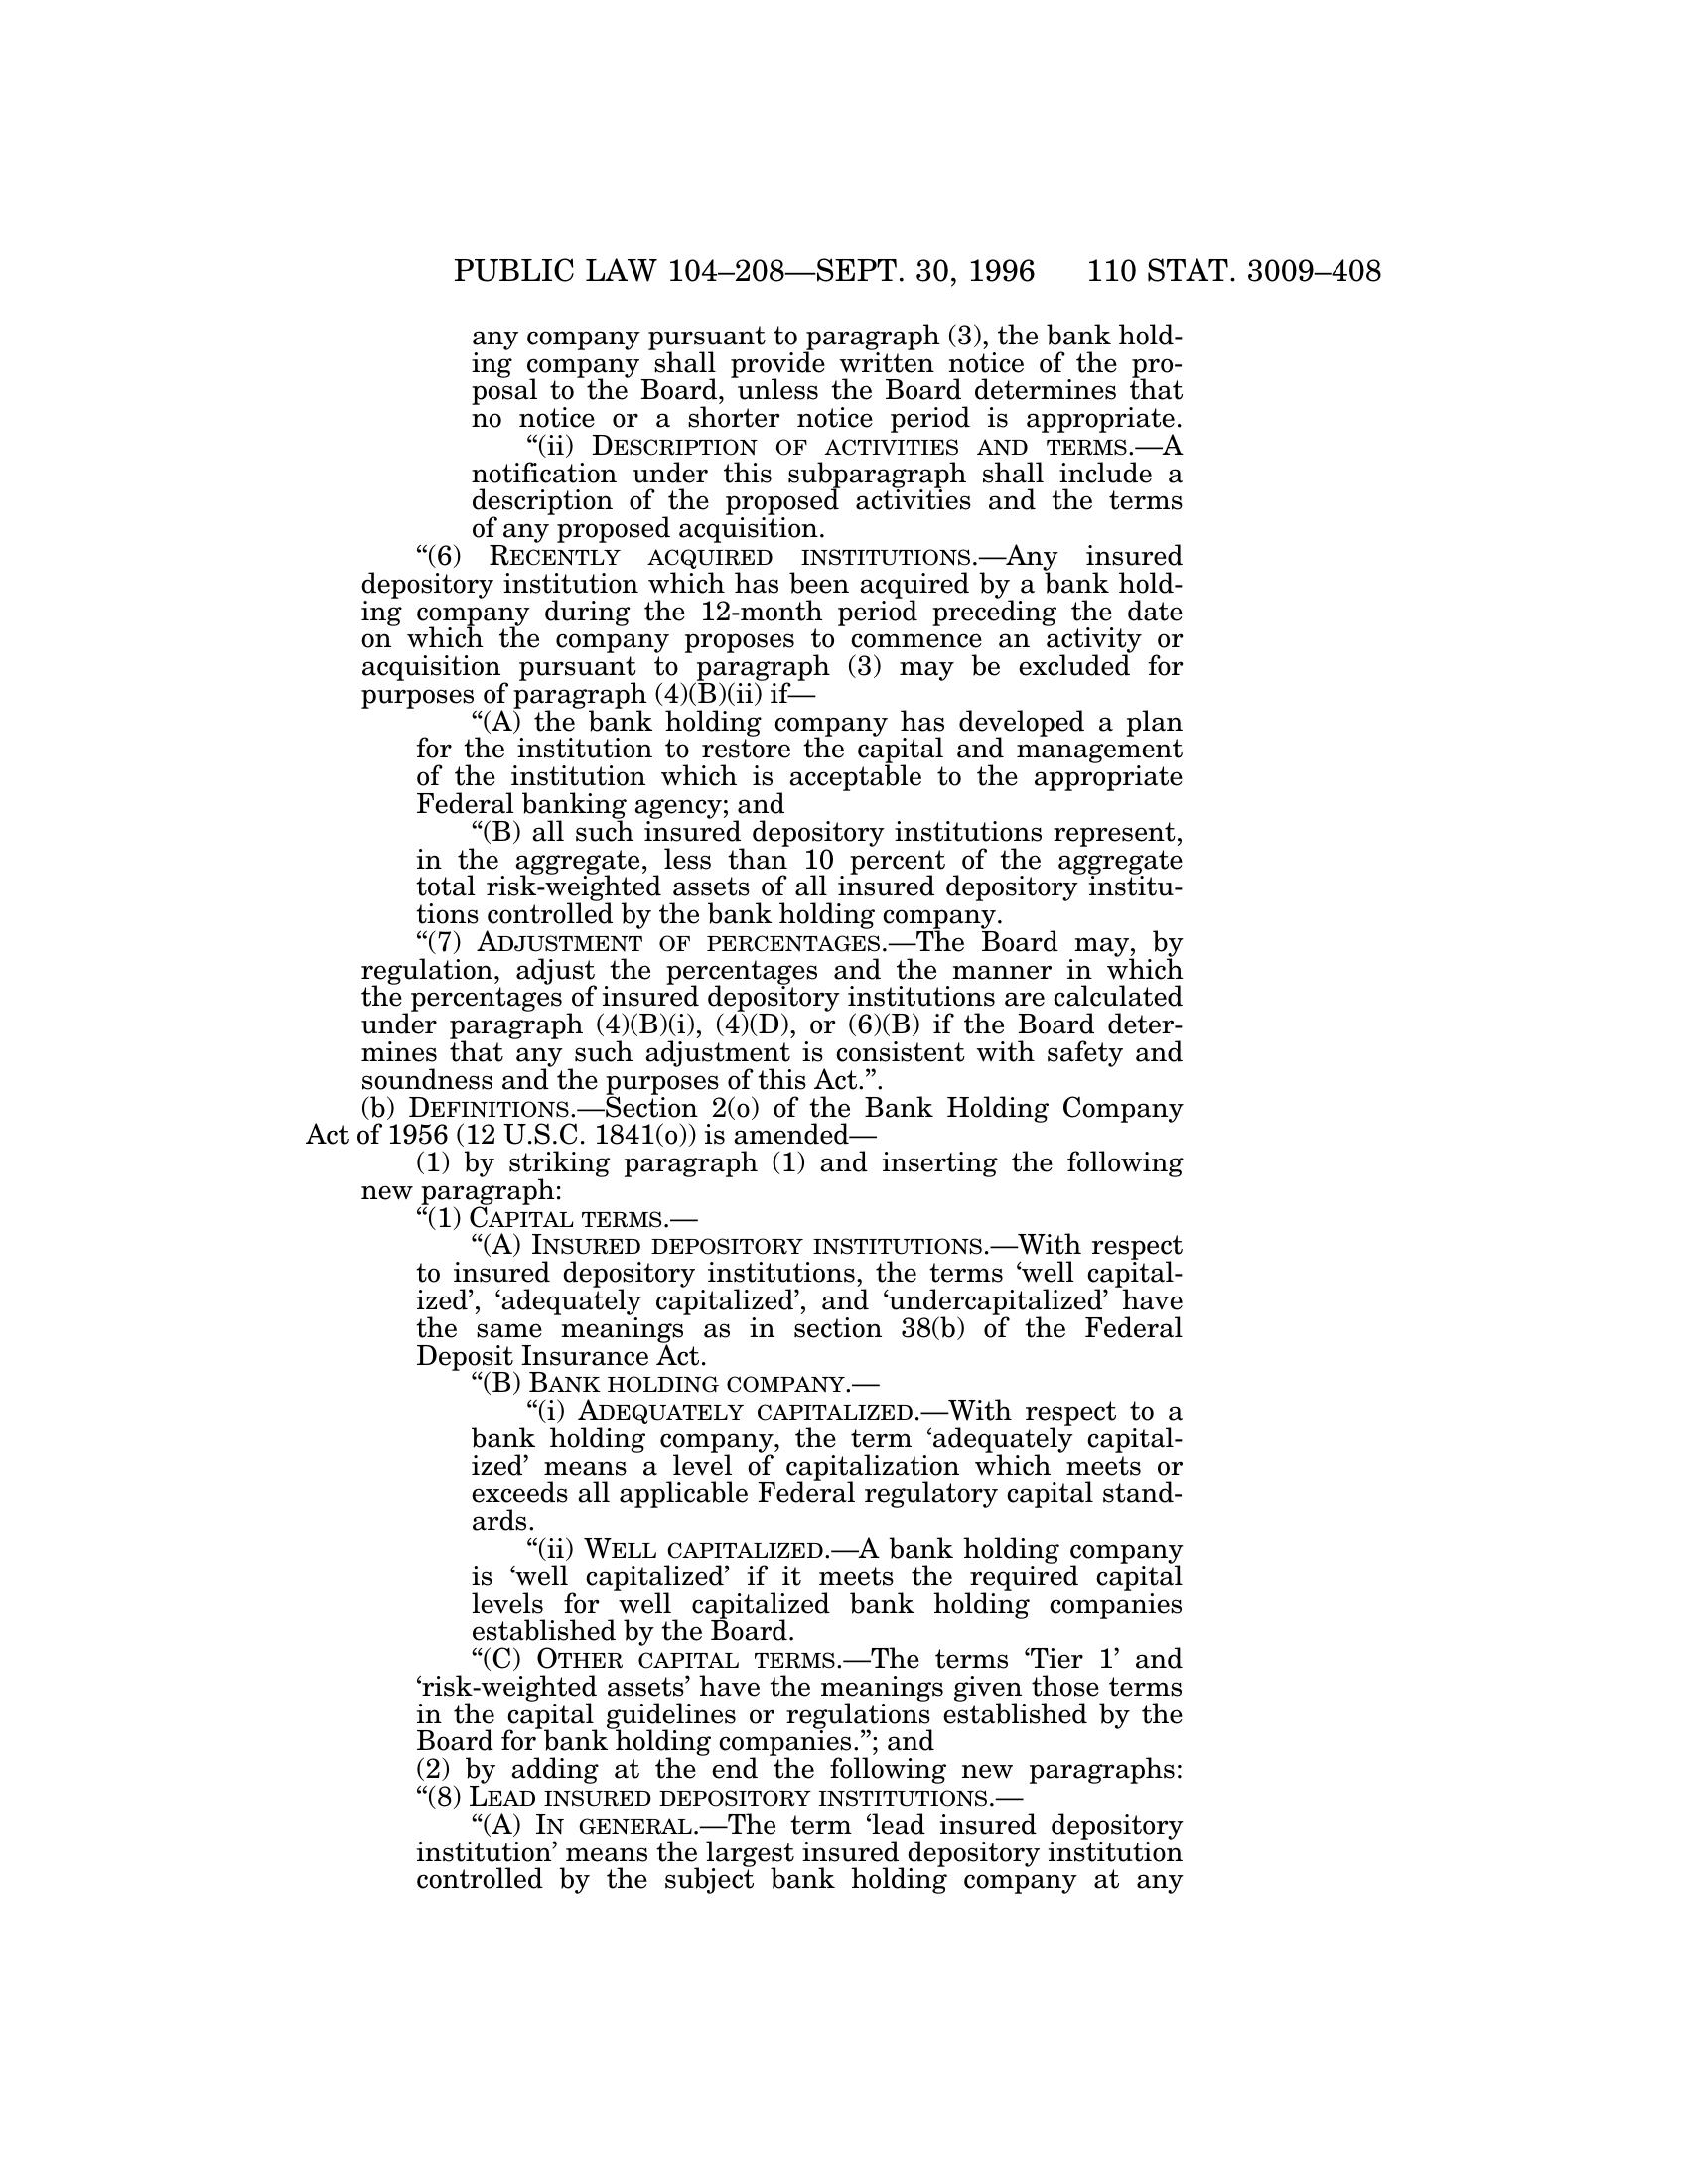 PUBLIC LAW 104–208—SEPT. 30, 1996 110 STAT. 3009–408
any company pursuant to paragraph (3), the bank hold-
ing company shall provide written notice of the pro-
posal to the Board, unless the Board determines that
no notice or a shorter notice period is appropriate.
“(ii) DESCRIPTION OF ACTIVITIES AND TERMS.—A
notification under this subparagraph shall include a
description of the proposed activities and the terms
of any proposed acquisition.
“(6) RECENTLY ACQUIRED INSTITUTIONS.—Any insured
depository institution which has been acquired by a bank hold-
ing company during the 12-month period preceding the date
on which the company proposes to commence an activity or
acquisition pursuant to paragraph (3) may be excluded for
purposes of paragraph (4)(B)(ii) if—
“(A) the bank holding company has developed a plan
for the institution to restore the capital and management
of the institution which is acceptable to the appropriate
Federal banking agency; and
“(B) all such insured depository institutions represent,
in the aggregate, less than 10 percent of the aggregate
total risk-weighted assets of all insured depository institu-
tions controlled by the bank holding company.
“(7) ADJUSTMENT OF PERCENTAGES.—The Board may, by
regulation, adjust the percentages and the manner in which
the percentages of insured depository institutions are calculated
under paragraph (4)(B)(i), (4)(D), or (6)(B) if the Board deter-
mines that any such adjustment is consistent with safety and
soundness and the purposes of this Act.”.
(b) DEFINITIONS.—Section 2(o) of the Bank Holding Company
Act of 1956 (12 U.S.C. 1841(o)) is amended—
(1) by striking paragraph (1) and inserting the following
new paragraph:
“(1) CAPITAL TERMS.—
“(A) INSURED DEPOSITORY INSTITUTIONS.—With respect
to insured depository institutions, the terms ‘well capital-
ized’, ‘adequately capitalized’, and ‘undercapitalized’ have
the same meanings as in section 38(b) of the Federal
Deposit Insurance Act.
“(B) BANK HOLDING COMPANY.—
“(i) ADEQUATELY CAPITALIZED.—With respect to a
bank holding company, the term ‘adequately capital-
ized’ means a level of capitalization which meets or
exceeds all applicable Federal regulatory capital stand-
ards.
“(ii) WELL CAPITALIZED.—A bank holding company
is ‘well capitalized’ if it meets the required capital
levels for well capitalized bank holding companies
established by the Board.
“(C) OTHER CAPITAL TERMS.—The terms ‘Tier 1’ and
‘risk-weighted assets’ have the meanings given those terms
in the capital guidelines or regulations established by the
Board for bank holding companies.”; and
(2) by adding at the end the following new paragraphs:
“(8) LEAD INSURED DEPOSITORY INSTITUTIONS.—
“(A) IN GENERAL.—The term ‘lead insured depository
institution’ means the largest insured depository institution
controlled by the subject bank holding company at any